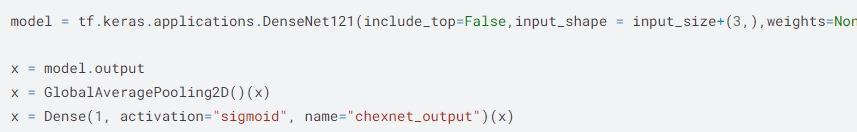 model = tf.keras.applications.DenseNet121(include_top=False,input_shape = input_size+(3,),weights=Non
x = model.output
x = GlobalAveragePooling2D()(x)
x = Dense(1, activation="sigmoid", name="chexnet_output")(x)